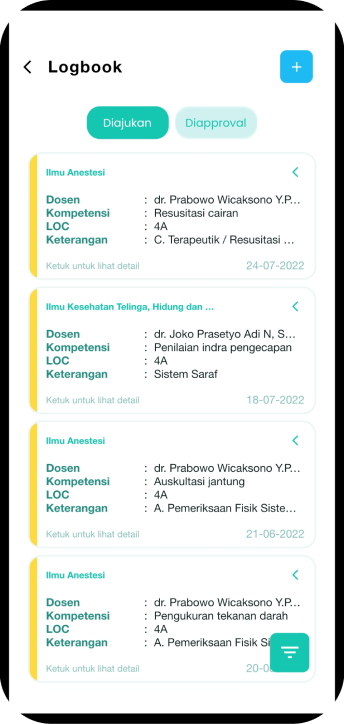 Logbook
+
Diajukan Diapproval
Ilmu Anestesi
Dosen : dr. Prabowo Wicaksono Y.P...
Kompetensi : Resusitasi cairan
LOC : 4A
Keterangan : C. Terapeutik / Resusitasi ...
Ketuk untuk lihat detail 24-07-2022
Ilmu Kesehatan Telinga, Hidung dan ...
Dosen : dr. Joko Prasetyo Adi N, S...
Kompetensi : Penilaian indra pengecapan
LOC : 4A
Keterangan : Sistem Saraf
Ketuk untuk lihat detail 18-07-2022
Ilmu Anestesi
Dosen : dr. Prabowo Wicaksono Y.P...
Kompetensi : Auskultasi jantung
LOC : 4A
Keterangan : A. Pemeriksaan Fisik Siste...
Ketuk untuk lihat detail 21-06-2022
Ilmu Anestesi
Dosen : dr. Prabowo Wicaksono Y.P...
Kompetensi : Pengukuran tekanan darah
LOC : 4A
Keterangan : A. Pemeriksaan Fisik
Ketuk untuk lihat detail